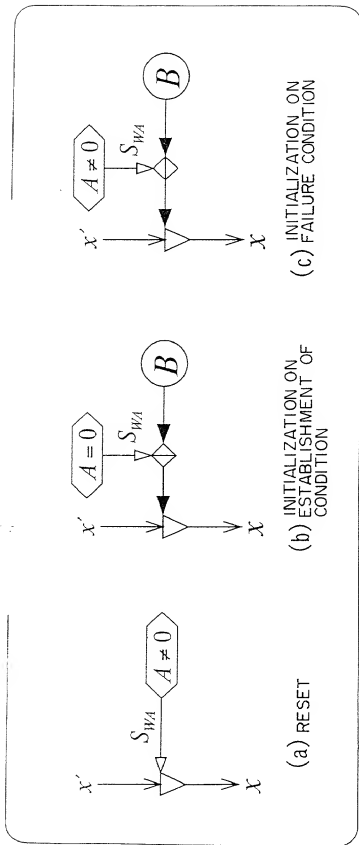 x'
S_WA
A ≠ 0
x
(a) RESET
x'
A = 0
S_WA
B
x
(b) INITIALIZATION ON
ESTABLISHMENT OF
CONDITION
x'
A ≠ 0
S_WA
B
x
(c) INITIALIZATION ON
FAILURE CONDITION